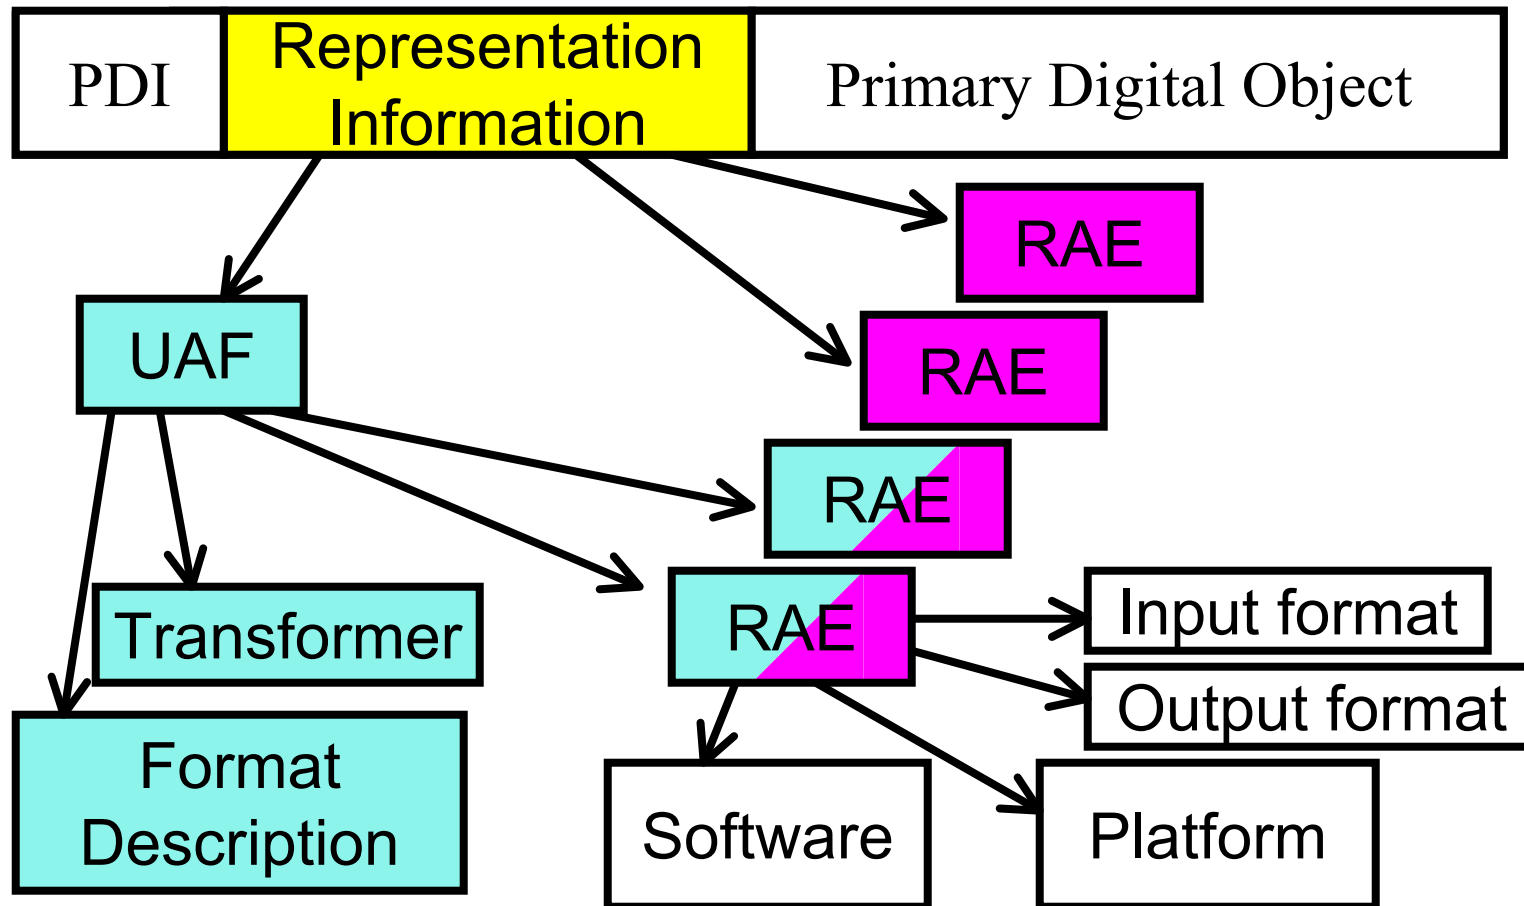 PDI
Representation
Information
Primary Digital Object
RAE
UAF
RAE
RAE
Transformer
RAE
Input format
Output format
Format
Description
Software
Platform